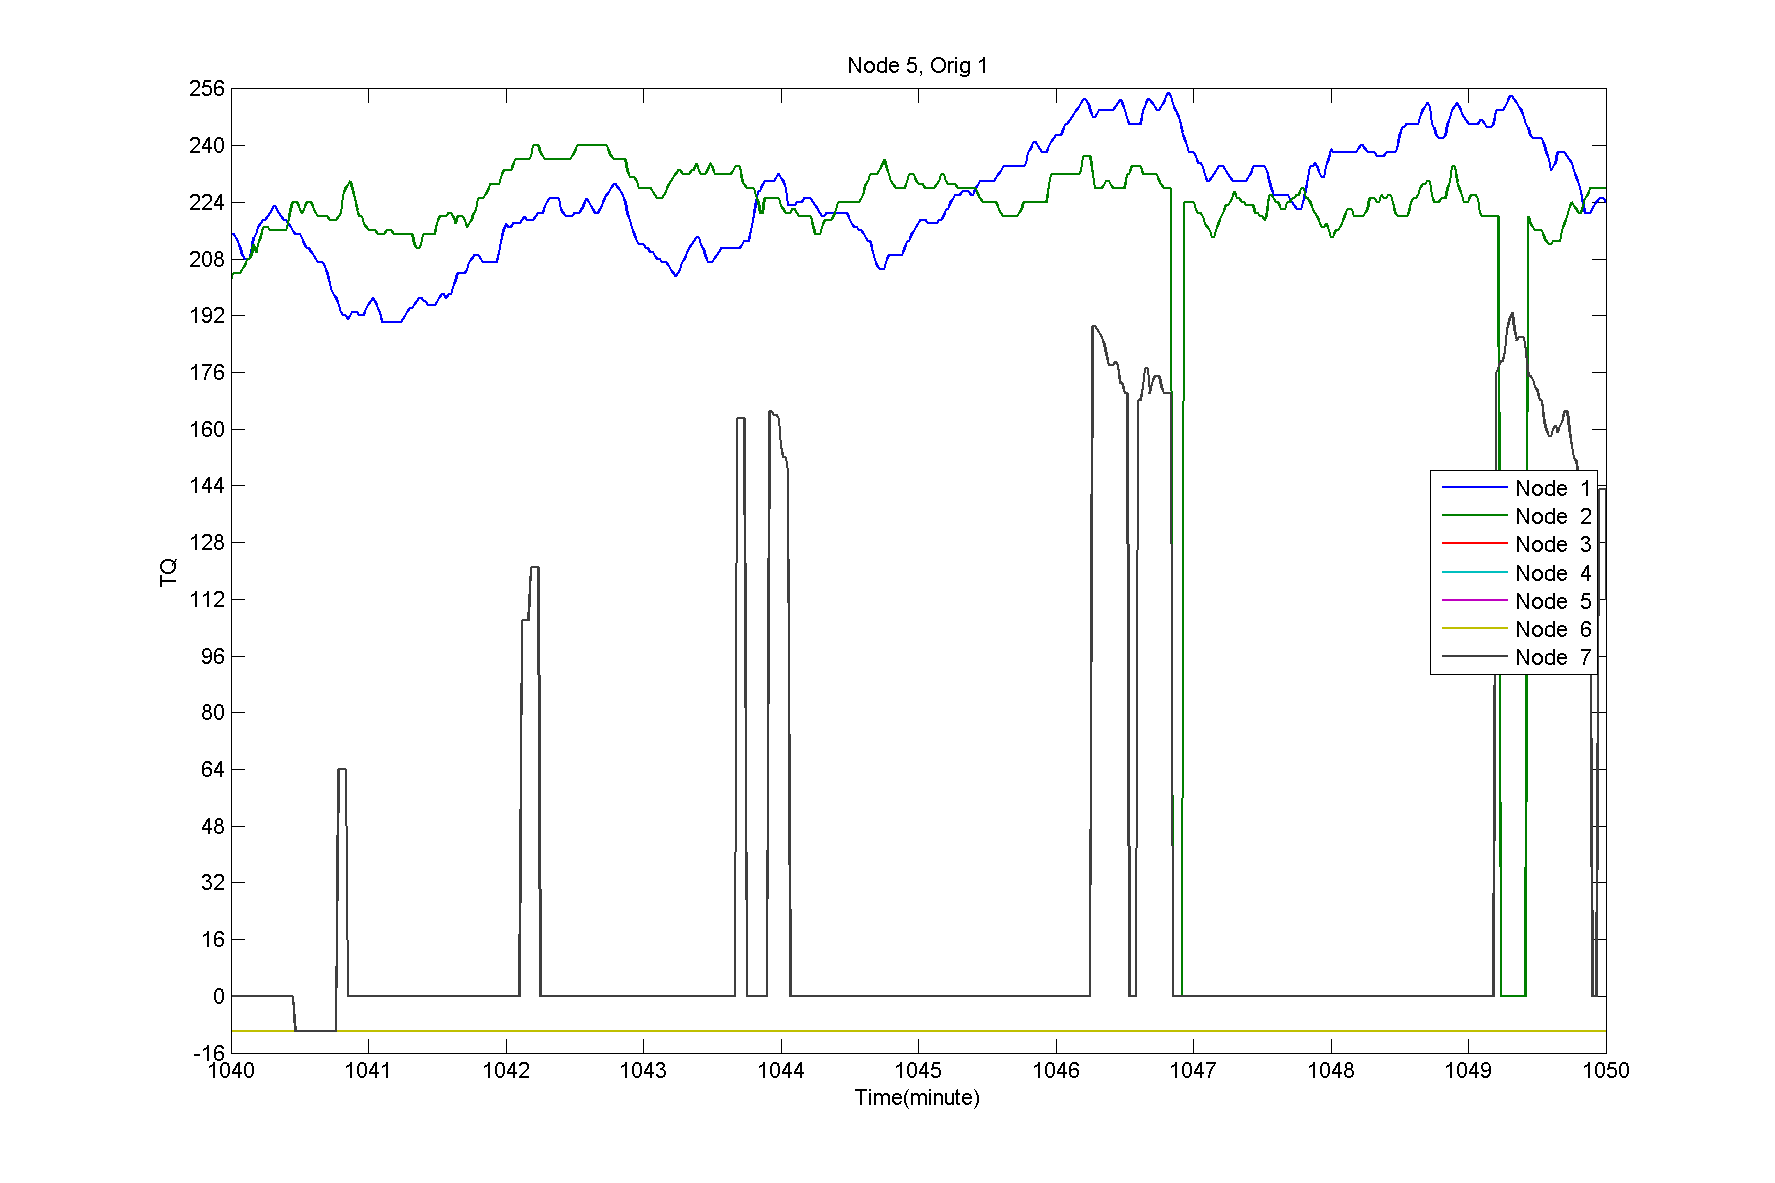 Node 5, Orig 1
256
240
224
208
192
176
160
144
128
112
96
80
64
48
32
16
0
-16
TQ
Node 1
Node 2
Node 3
Node 4
Node 5
Node 6
Node 7
1040 1041 1042 1043 1044 1045 1046 1047 1048 1049 1050
Time(minute)